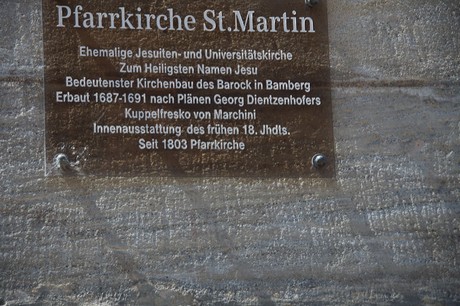 Pfarrkirche St.Martin
Ehemalige Jesuiten- und Universitätskirche
Zum Heiligsten Namen Jesu
Bedeutenster Kirchenbau des Barock in Bamberg
Erbaut 1687-1691 nach Plänen Georg Dientzenhofers
Kuppelfresko von Marchini
Innenausstattung des frühen 18. Jhdts.
Seit 1803 Pfarrkirche